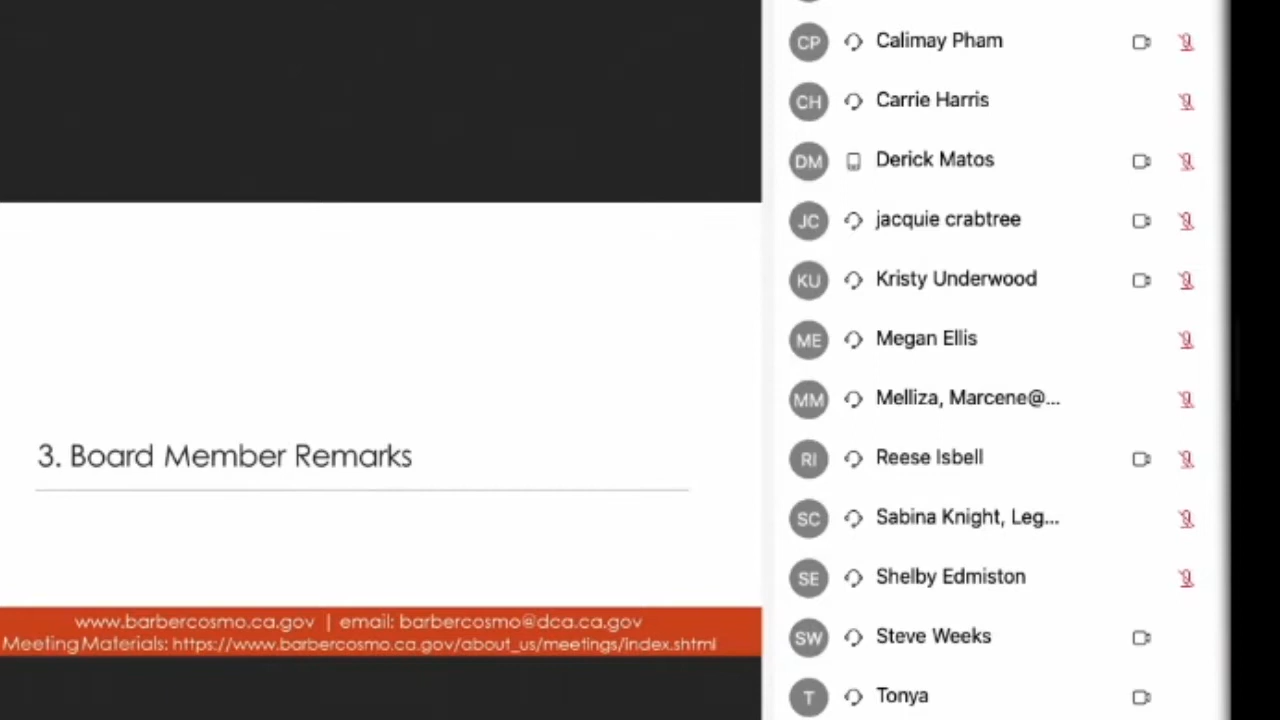 CP Calimay Pham
CH Carrie Harris
DM Derick Matos
JC jacquie crabtree
KU Kristy Underwood
ME Megan Ellis
MM Melliza, Marcene@...
RI Reese Isbell
SC Sabina Knight, Leg...
SE Shelby Edmiston
SW Steve Weeks
T Tonya
3. Board Member Remarks
www.barbercosmo.ca.gov | email: barbercosmo@dca.ca.gov
Meeting Materials: https://www.barbercosmo.ca.gov/about_us/meetings/index.shtml